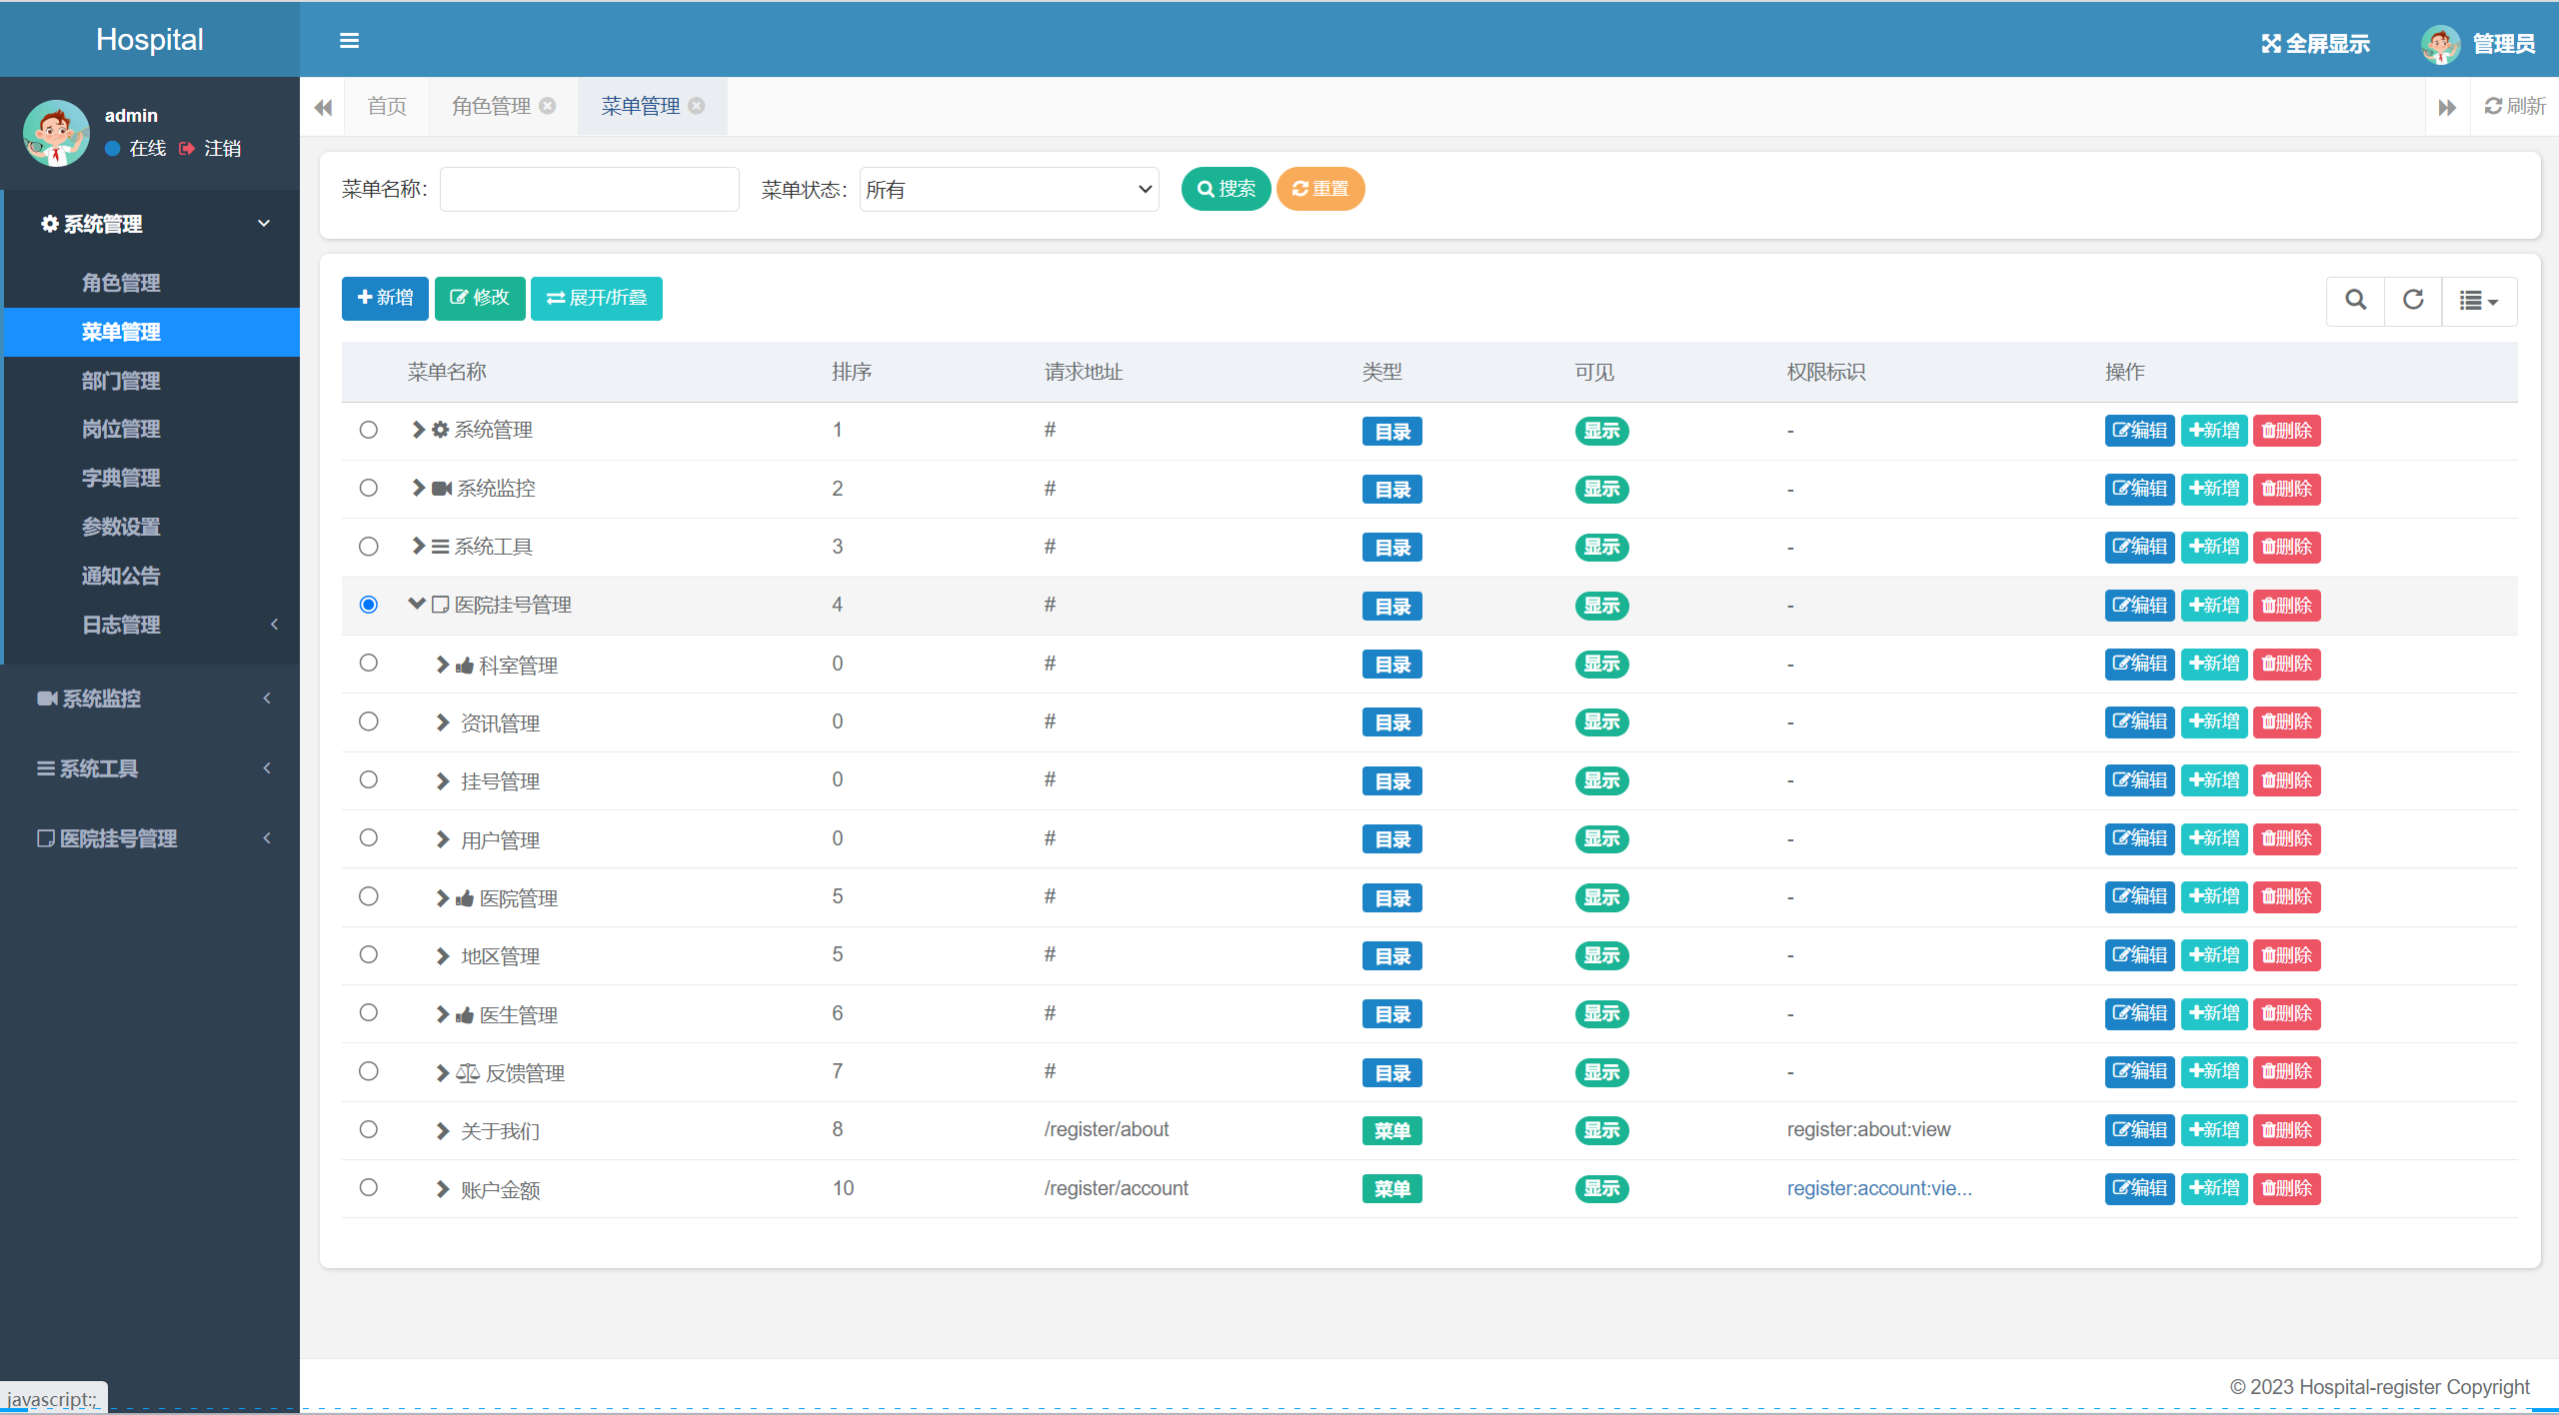 Hospital
全屏显示 管理员
admin
在线 注销
首页 角色管理 菜单管理 刷新
系统管理
角色管理
菜单管理
部门管理
岗位管理
字典管理
参数设置
通知公告
日志管理
系统监控
系统工具
医院挂号管理
菜单名称： 菜单状态： 所有 搜索 重置
新增 修改 展开/折叠
菜单名称 排序 请求地址 类型 可见 权限标识 操作
系统管理 1 # 目录 显示 - 编辑 新增 删除
系统监控 2 # 目录 显示 - 编辑 新增 删除
系统工具 3 # 目录 显示 - 编辑 新增 删除
医院挂号管理 4 # 目录 显示 - 编辑 新增 删除
科室管理 0 # 目录 显示 - 编辑 新增 删除
资讯管理 0 # 目录 显示 - 编辑 新增 删除
挂号管理 0 # 目录 显示 - 编辑 新增 删除
用户管理 0 # 目录 显示 - 编辑 新增 删除
医院管理 5 # 目录 显示 - 编辑 新增 删除
地区管理 5 # 目录 显示 - 编辑 新增 删除
医生管理 6 # 目录 显示 - 编辑 新增 删除
反馈管理 7 # 目录 显示 - 编辑 新增 删除
关于我们 8 /register/about 菜单 显示 register:about:view 编辑 新增 删除
账户金额 10 /register/account 菜单 显示 register:account:vie... 编辑 新增 删除
© 2023 Hospital-register Copyright
javascript:;